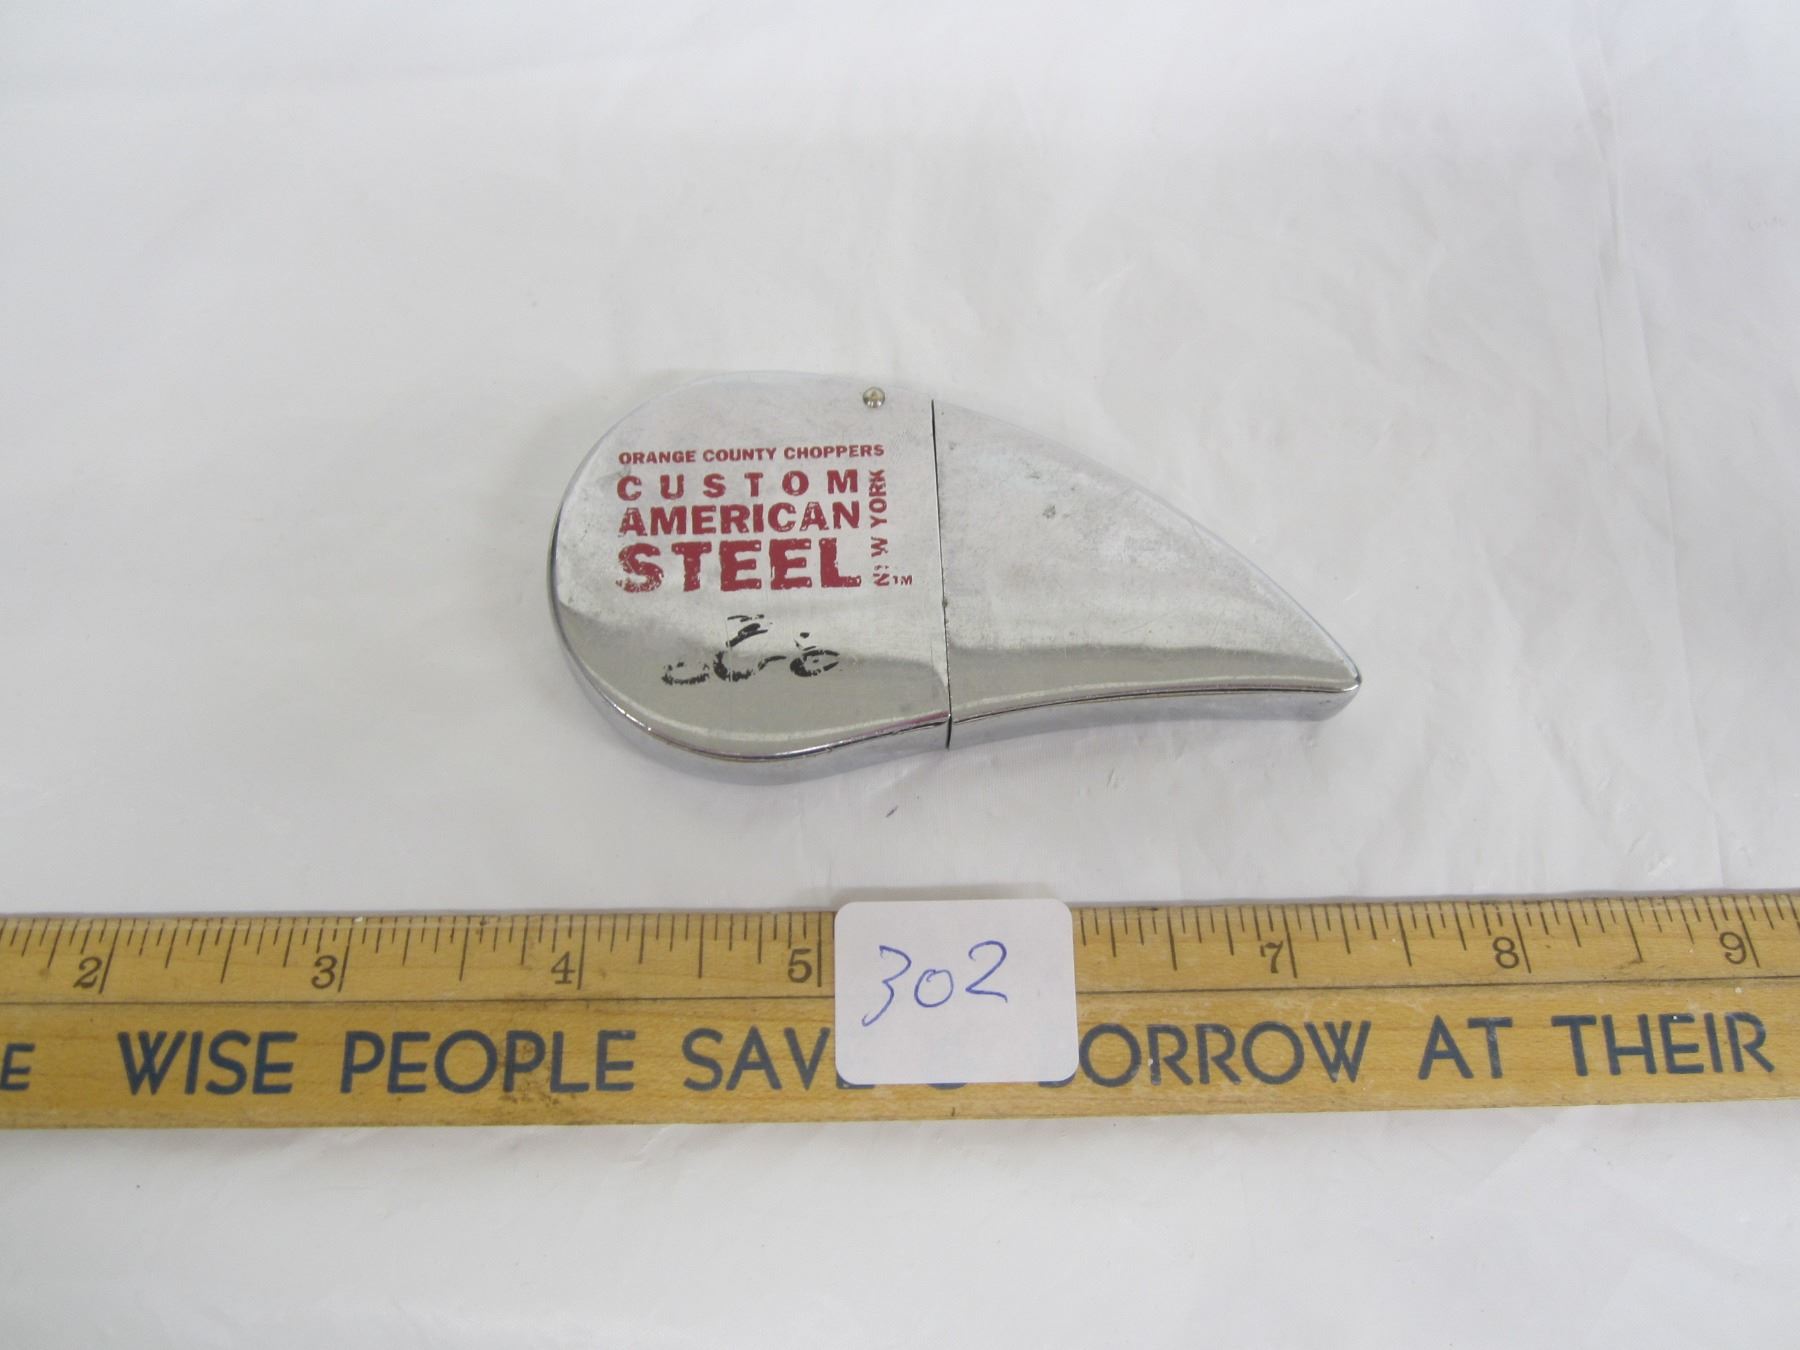 ORANGE COUNTY CHOPPERS
CUSTOM
AMERICAN
STEEL
NEW YORK
TM
2 3 4 5 7 8 9
302
E WISE PEOPLE SAV ORROW AT THEIR